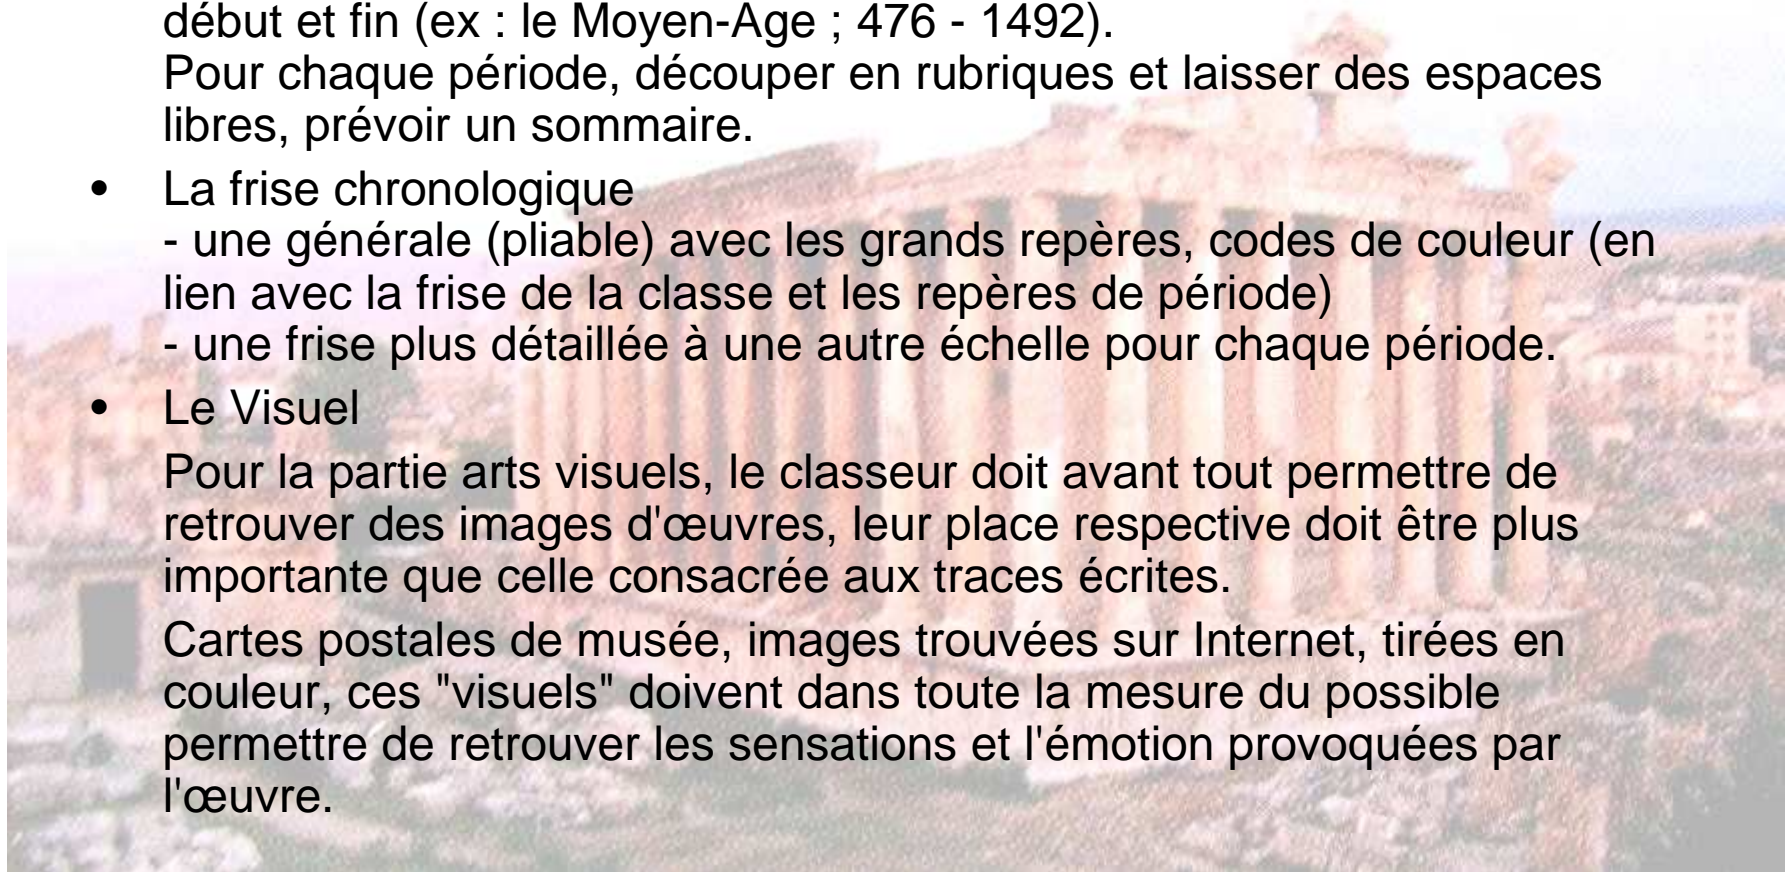 début et fin (ex : le Moyen-Age ; 476 - 1492).
Pour chaque période, découper en rubriques et laisser des espaces
libres, prévoir un sommaire.
• La frise chronologique
- une générale (pliable) avec les grands repères, codes de couleur (en
lien avec la frise de la classe et les repères de période)
- une frise plus détaillée à une autre échelle pour chaque période.
• Le Visuel
Pour la partie arts visuels, le classeur doit avant tout permettre de
retrouver des images d'œuvres, leur place respective doit être plus
importante que celle consacrée aux traces écrites.
Cartes postales de musée, images trouvées sur Internet, tirées en
couleur, ces "visuels" doivent dans toute la mesure du possible
permettre de retrouver les sensations et l'émotion provoquées par
l'œuvre.